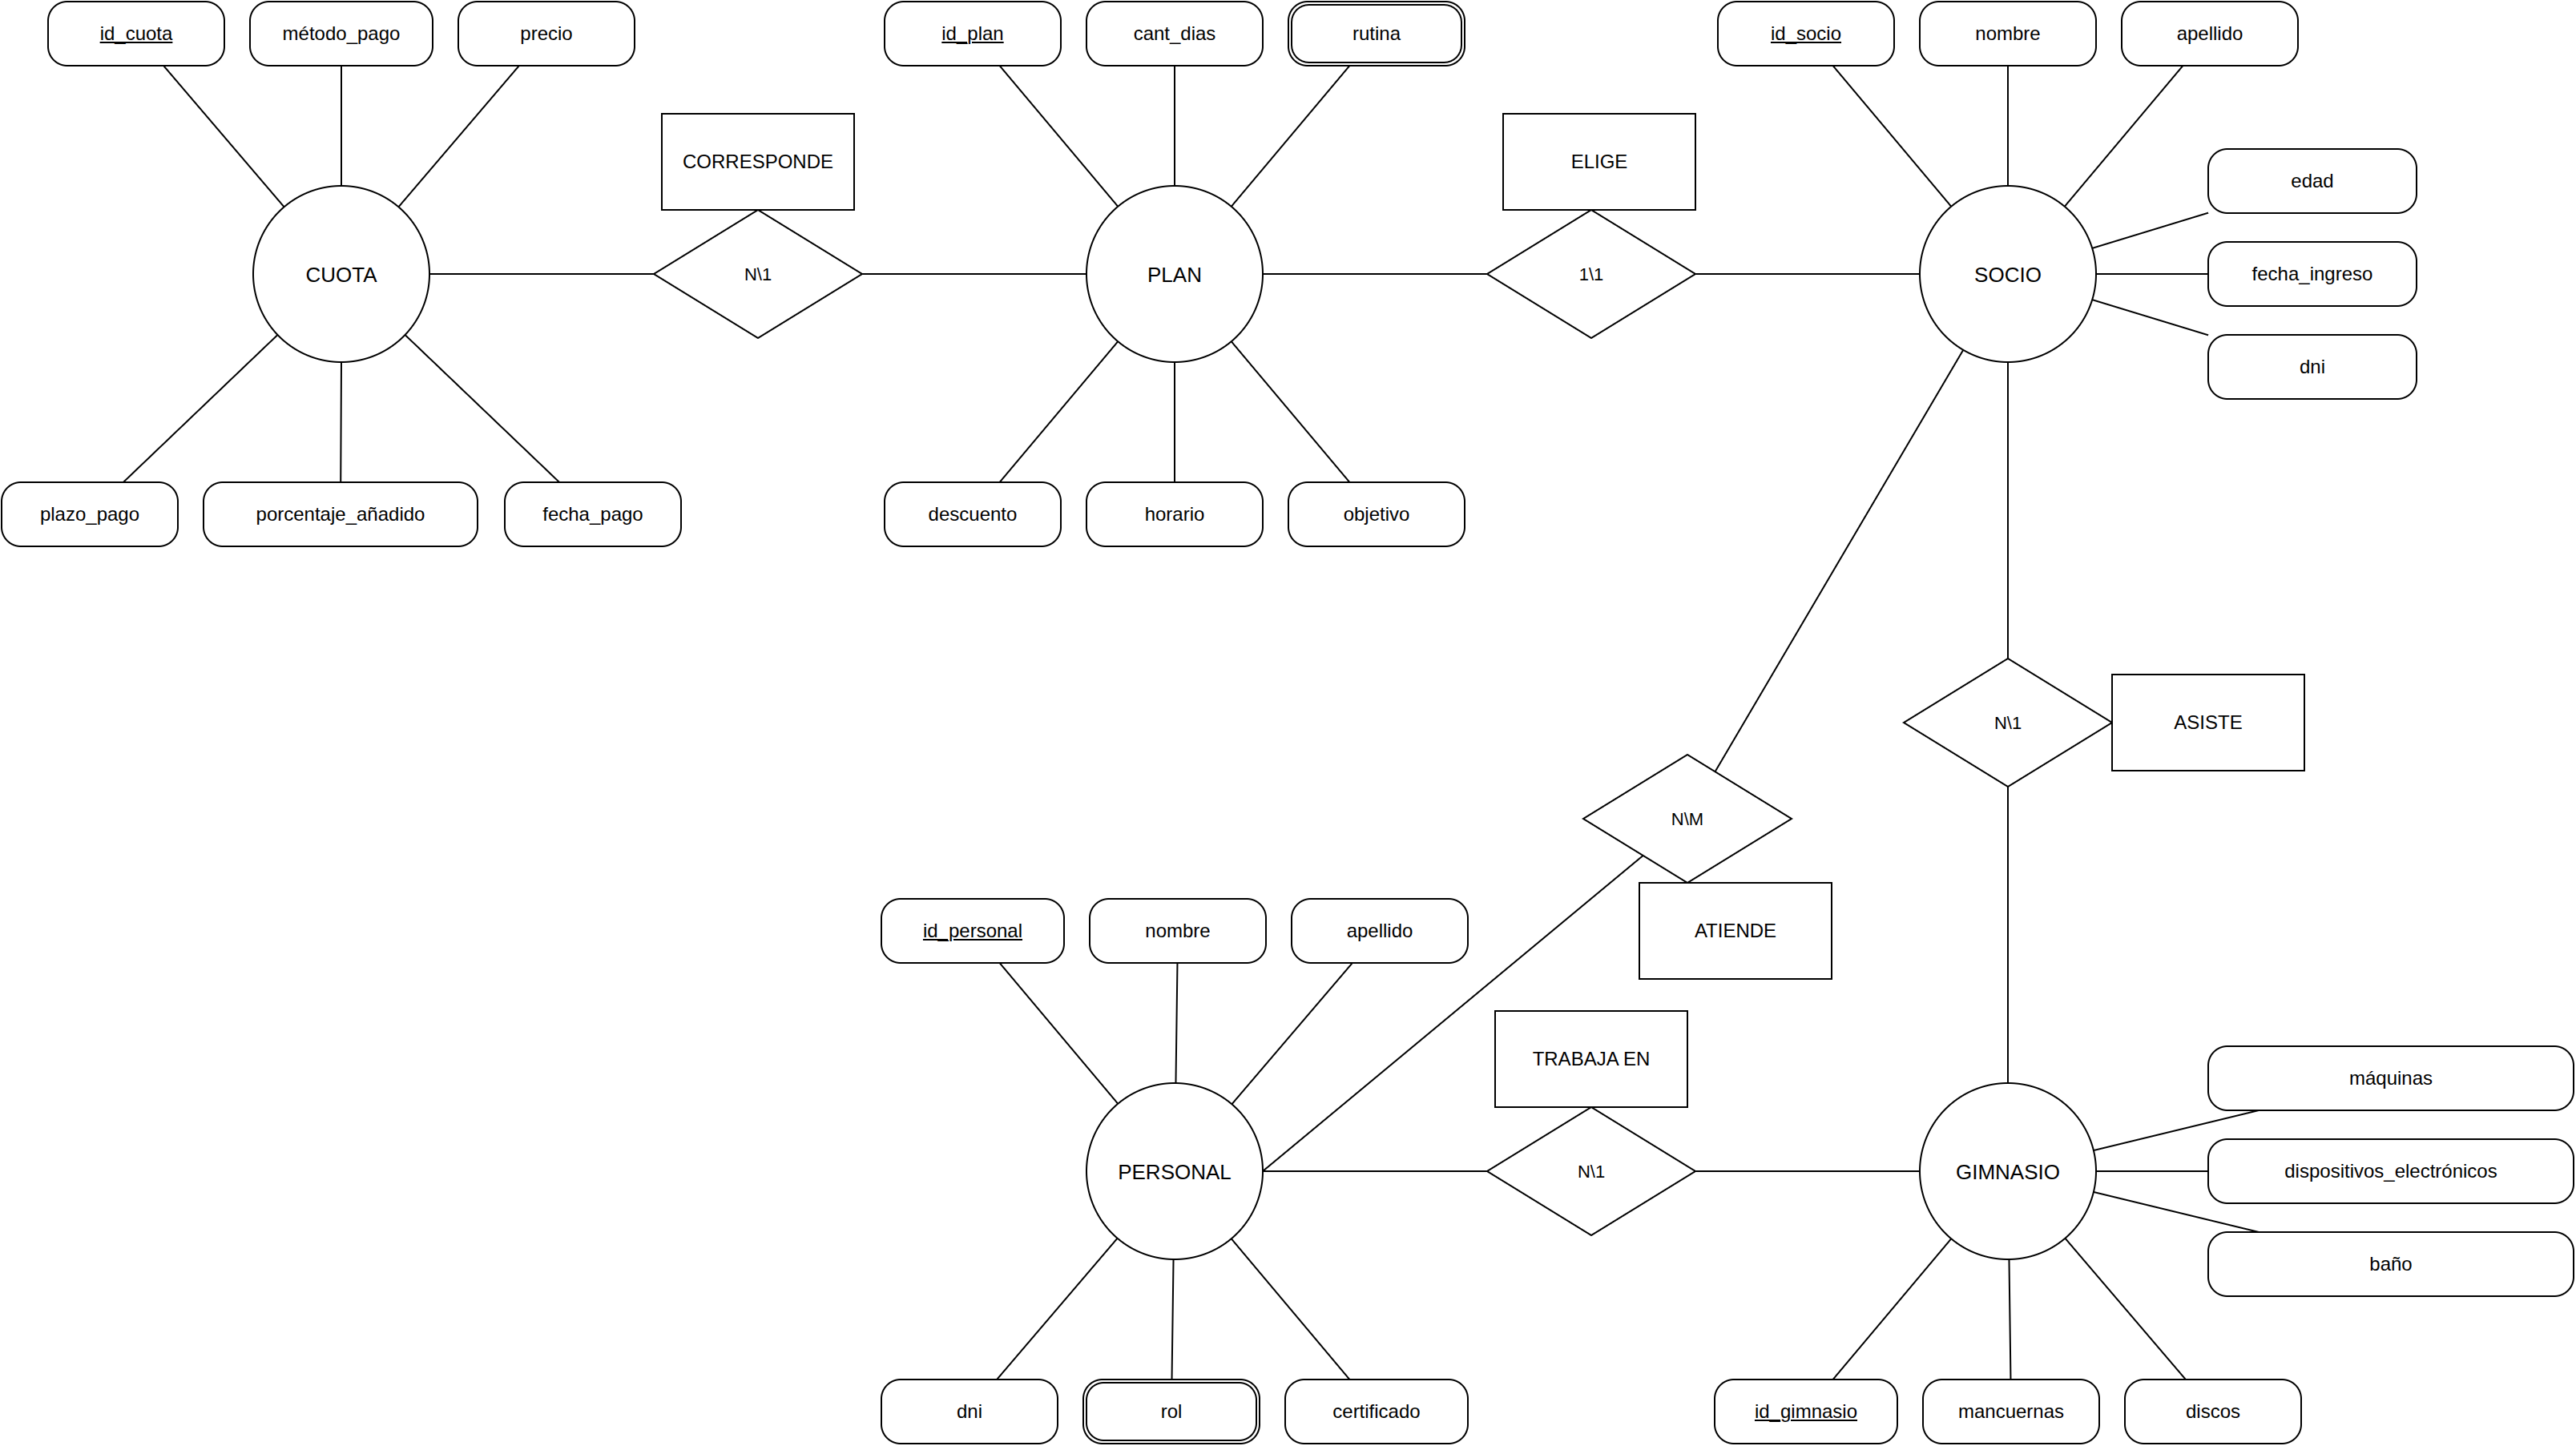 id_cuota
método_pago
precio
id_plan
cant_dias
rutina
id_socio
nombre
apellido
CORRESPONDE
ELIGE
edad
CUOTA
N\1
PLAN
1\1
SOCIO
fecha_ingreso
dni
plazo_pago
porcentaje_añadido
fecha_pago
descuento
horario
objetivo
N\1
ASISTE
N\M
ATIENDE
id_personal
nombre
apellido
TRABAJA EN
máquinas
PERSONAL
N\1
GIMNASIO
dispositivos_electrónicos
baño
dni
rol
certificado
id_gimnasio
mancuernas
discos